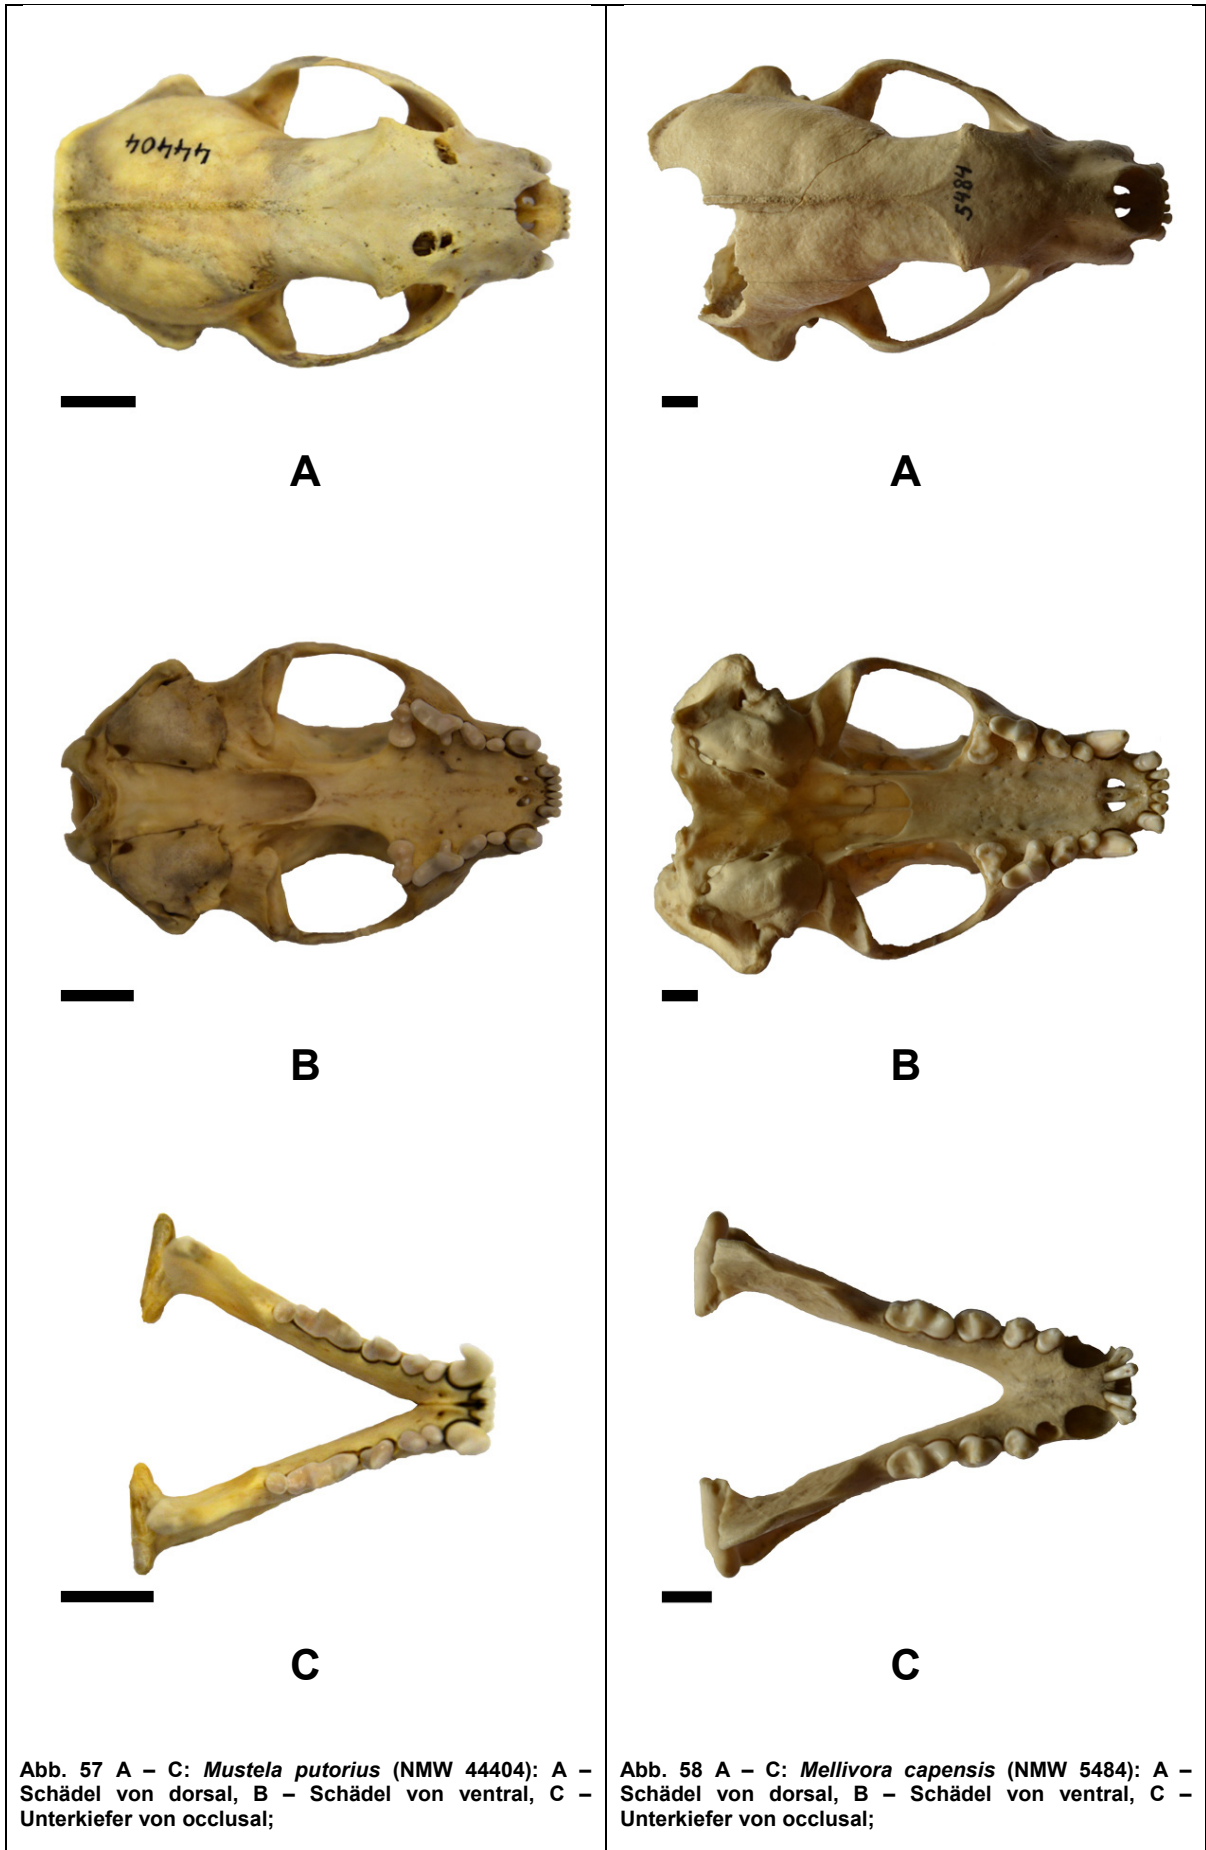 44404
A
B
C
Abb. 57 A – C: Mustela putorius (NMW 44404): A –
Schädel von dorsal, B – Schädel von ventral, C –
Unterkiefer von occlusal;
5484
A
B
C
Abb. 58 A – C: Mellivora capensis (NMW 5484): A –
Schädel von dorsal, B – Schädel von ventral, C –
Unterkiefer von occlusal;